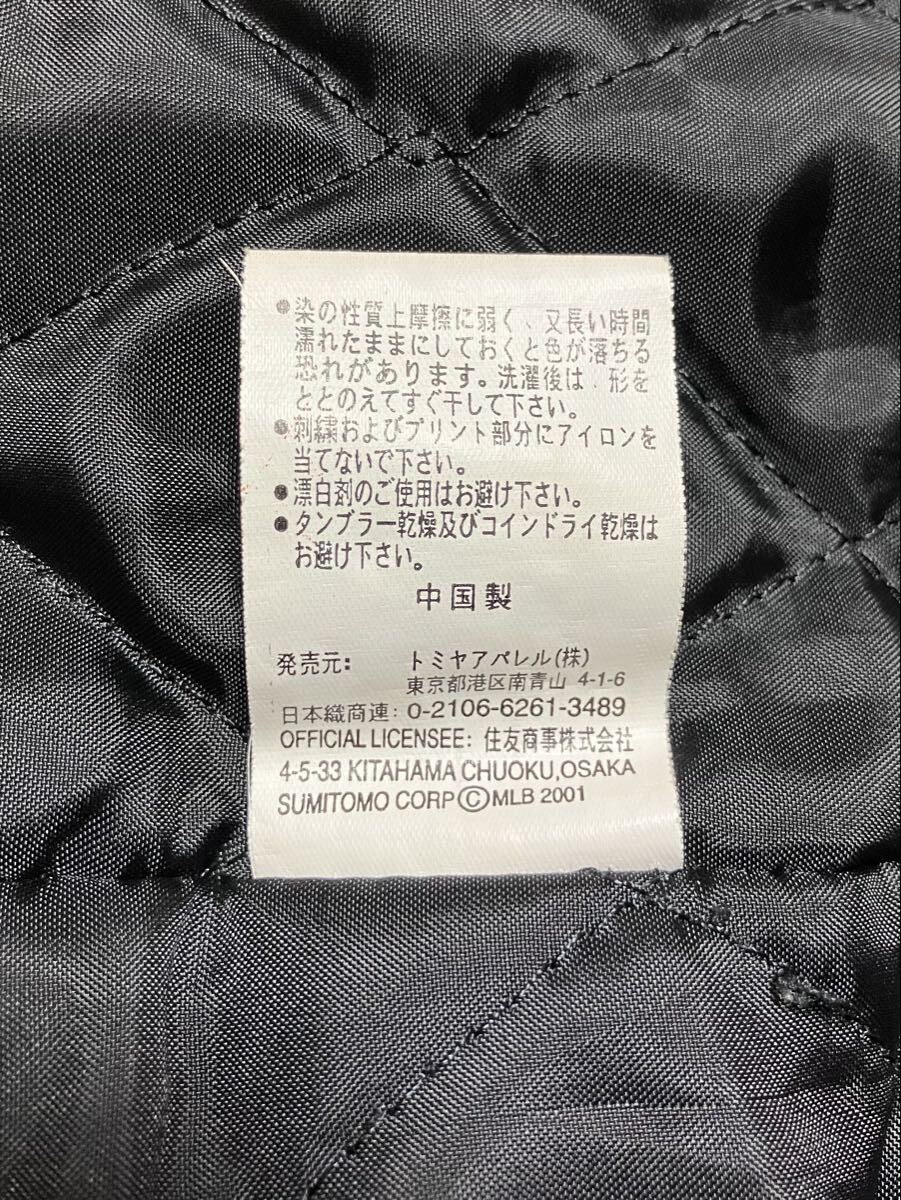 ●染の性質上摩擦に弱く、又長い時間
濡れたままにしておくと色が落ちる
恐れがあります。洗濯後は、形を
ととのえてすぐ干して下さい。
●刺繍およびプリント部分にアイロンを
当てないで下さい。
●漂白剤のご使用はお避け下さい。
●タンブラー乾燥及びコインドライ乾燥は
お避け下さい。
中国製
発売元: トミヤアパレル(株)
東京都港区南青山 4-1-6
日本織商連: 0-2106-6261-3489
OFFICIAL LICENSEE: 住友商事株式会社
4-5-33 KITAHAMA CHUOKU,OSAKA
SUMITOMO CORP ©MLB 2001